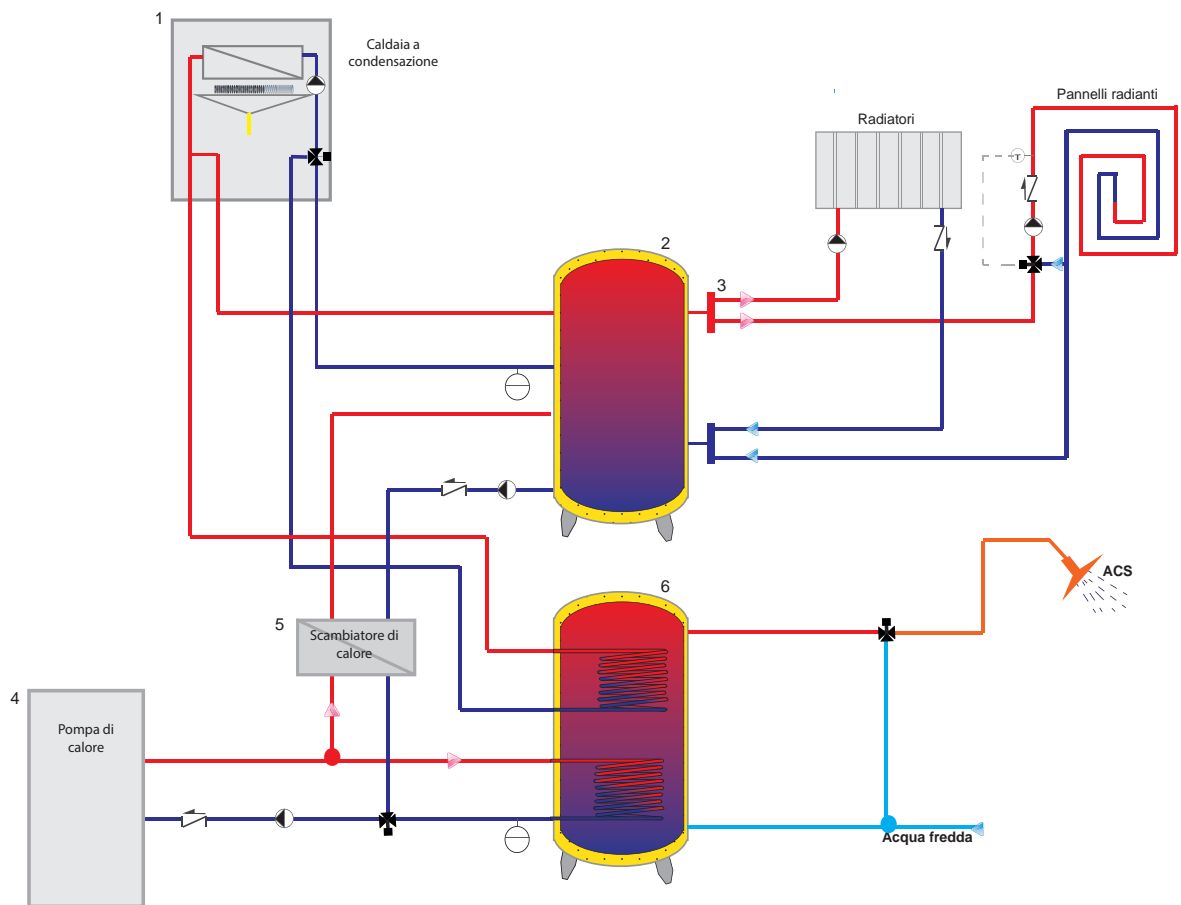 1
Caldaia a
condensazione
Pannelli radianti
Radiatori
T
2
3
6
ACS
5
Scambiatore di
calore
4
Pompa di
calore
Acqua fredda